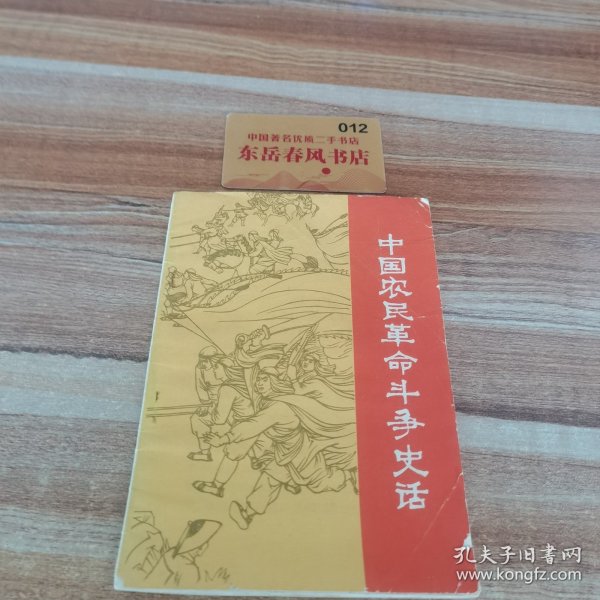 012
中国著名优质二手书店
东岳春风书店
中国农民革命斗争史话
孔夫子旧书网
www.kongfz.com